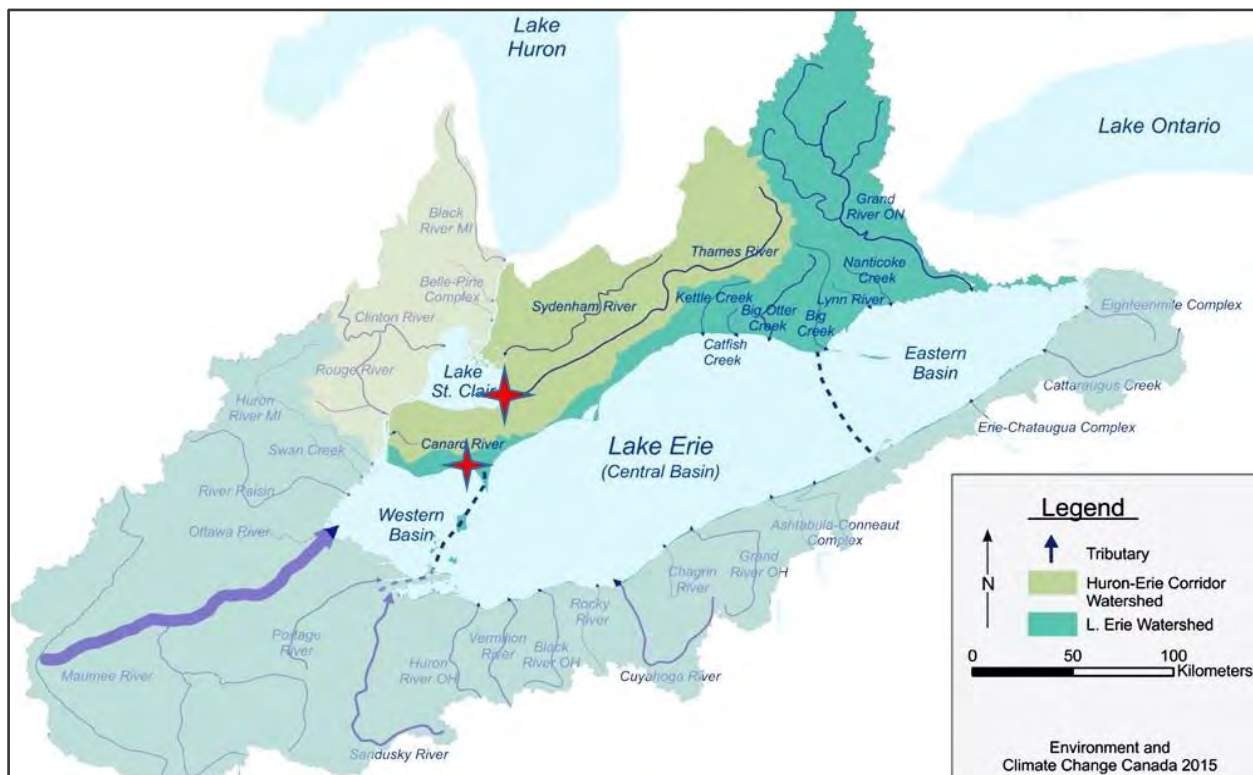 Lake
Huron
Lake Ontario
Black
River MI
Grand
River ON
Thames River
Nanticoke
Creek
Belle-Pine
Complex
Sydenham River
Kettle Creek
Lynn River
Eighteenmile Complex
Clinton River
Big Otter
Creek
Big
Creek
Catfish
Creek
Rouge River
Lake
St. Clair
Eastern
Basin
Cattaraugus Creek
Huron
River MI
Canard River
Lake Erie
(Central Basin)
Erie-Chataugua Complex
Swan Creek
River Raisin
Western
Basin
Ottawa River
Ashtabula-Conneaut
Complex
Grand
River OH
Chagrin
River
Rocky
River
Portage
River
Vermilion
River
Black
River OH
Huron
River OH
Maumee River
Cuyahoga River
Sandusky River
Legend
N
Tributary
Huron-Erie Corridor
Watershed
L. Erie Watershed
0 50 100
Kilometers
Environment and
Climate Change Canada 2015